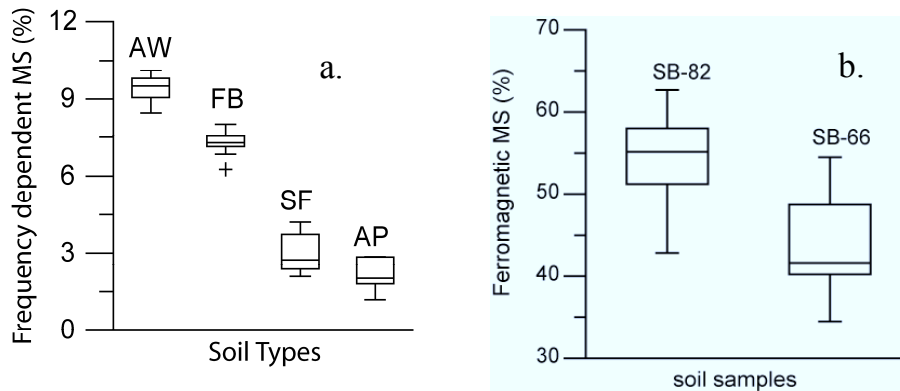 Frequency dependent MS (%)
12
9
6
3
0
AW
FB
SF
AP
a.
Soil Types
Ferromagnetic MS (%)
70
60
50
40
30
SB-82
SB-66
b.
soil samples